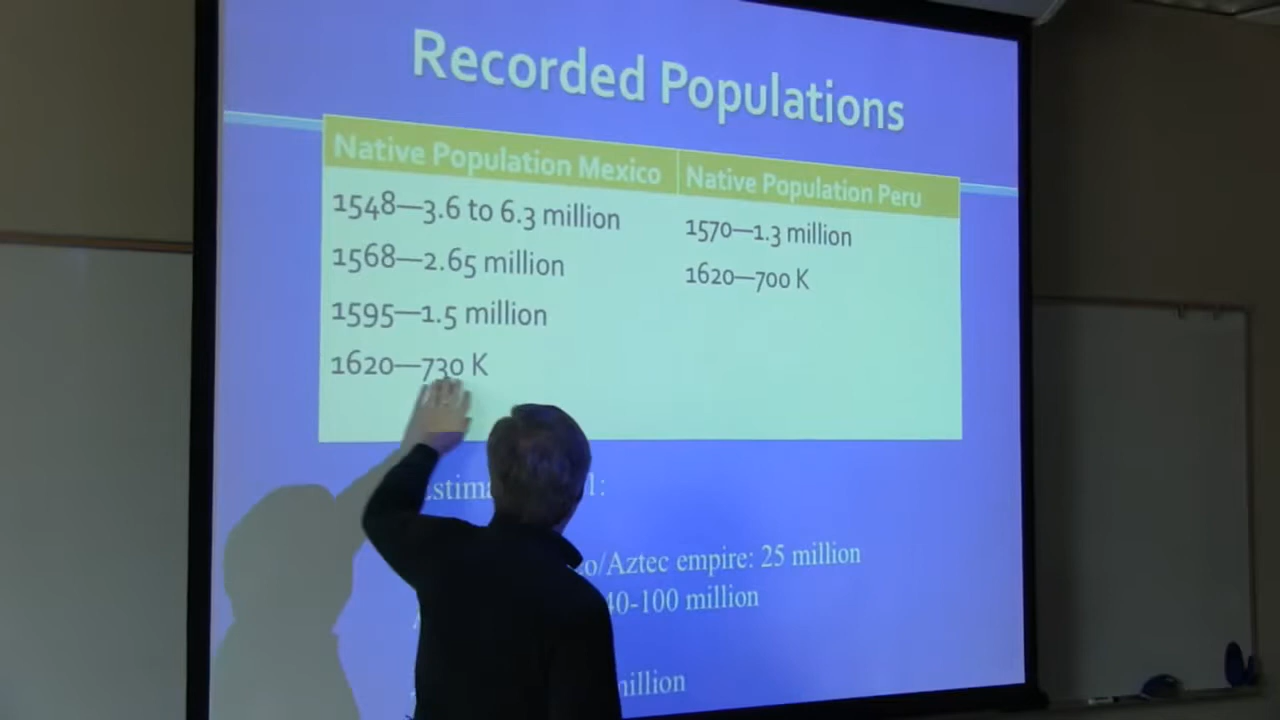 Recorded Populations
Native Population Mexico
Native Population Peru
1548—3.6 to 6.3 million
1570—1.3 million
1568—2.65 million
1620—700 K
1595—1.5 million
1620—730 K
/Aztec empire: 25 million
40-100 million
million